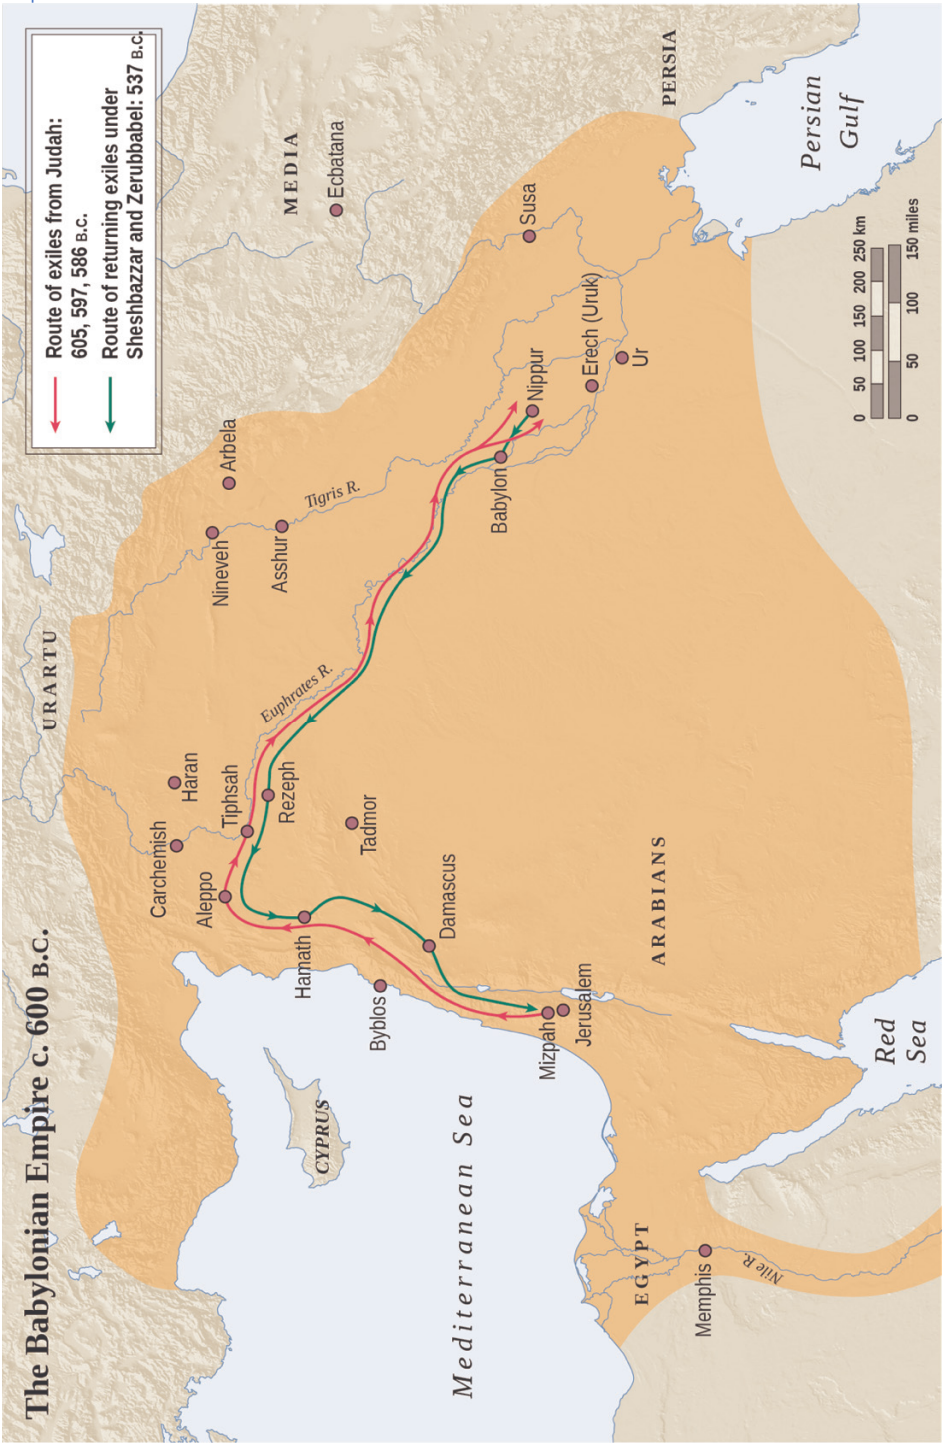 The Babylonian Empire c. 600 B.C.
Route of exiles from Judah:
605, 597, 586 B.C.
Route of returning exiles under
Sheshbazzar and Zerubbabel: 537 B.C.
URARTU
MEDIA
PERSIA
Carchemish
Haran
Nineveh
Arbela
Ecbatana
Aleppo
Tiphsah
Asshur
Tigris R.
Euphrates R.
Rezeph
Hamath
Tadmor
CYPRUS
Byblos
Damascus
Babylon
Nippur
Susa
Erech (Uruk)
Ur
Mediterranean Sea
Mizpah
Jerusalem
ARABIANS
EGYPT
Memphis
Nile R.
Red
Sea
Persian
Gulf
0 50 100 150 200 250 km
0 50 100 150 miles